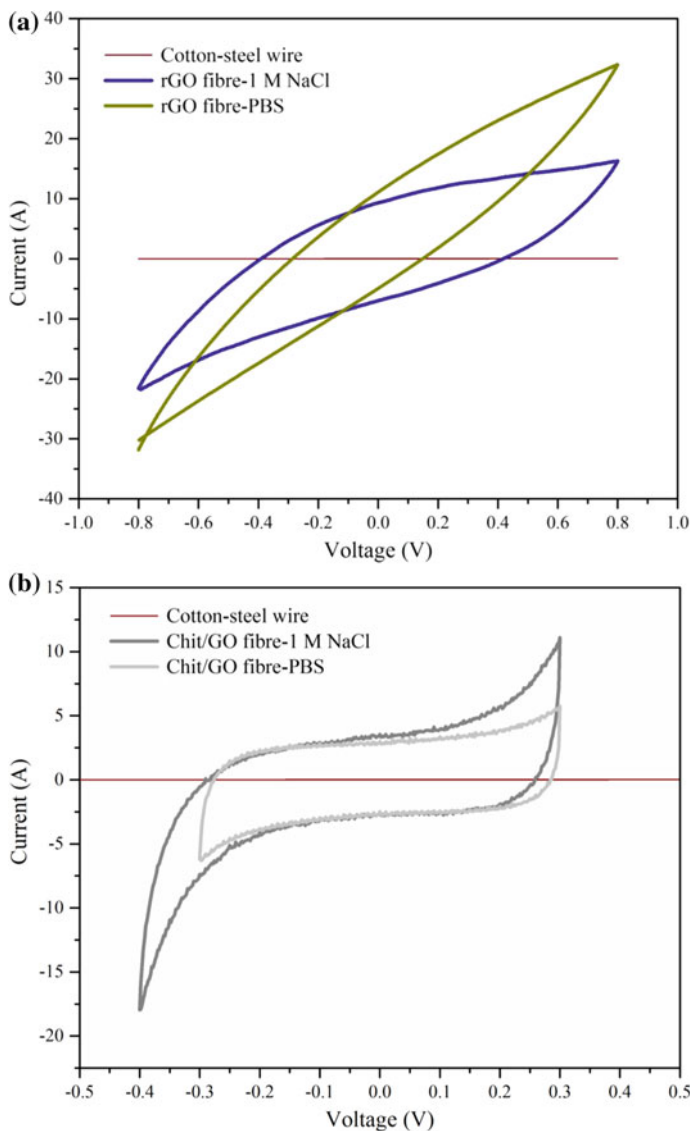 (a)
40
30
20
10
0
-10
-20
-30
-40
Current (A)
Cotton-steel wire
rGO fibre-1 M NaCl
rGO fibre-PBS
-1.0 -0.8 -0.6 -0.4 -0.2 0.0 0.2 0.4 0.6 0.8 1.0
Voltage (V)
(b)
15
10
5
0
-5
-10
-15
-20
Current (A)
Cotton-steel wire
Chit/GO fibre-1 M NaCl
Chit/GO fibre-PBS
-0.5 -0.4 -0.3 -0.2 -0.1 0.0 0.1 0.2 0.3 0.4 0.5
Voltage (V)